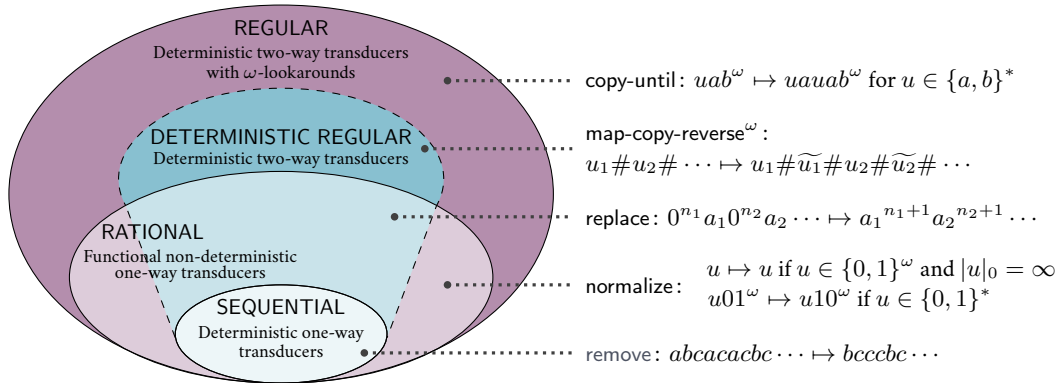 REGULAR
Deterministic two-way transducers
with ω-lookarounds
DETERMINISTIC REGULAR
Deterministic two-way transducers
RATIONAL
Functional non-deterministic
one-way transducers
SEQUENTIAL
Deterministic one-way
transducers
copy-until: uab^ω ↦ uauab^ω for u ∈ {a, b}^*
map-copy-reverse^ω :
u₁#u₂# ··· ↦ u₁#ũ₁#u₂#ũ₂# ···
replace: 0^{n₁}a₁0^{n₂}a₂ ··· ↦ a₁^{n₁+1}a₂^{n₂+1} ···
u ↦ u if u ∈ {0, 1}^ω and |u|₀ = ∞
normalize:
u01^ω ↦ u10^ω if u ∈ {0, 1}^*
remove: abcacacbc ··· ↦ bcccbc ···